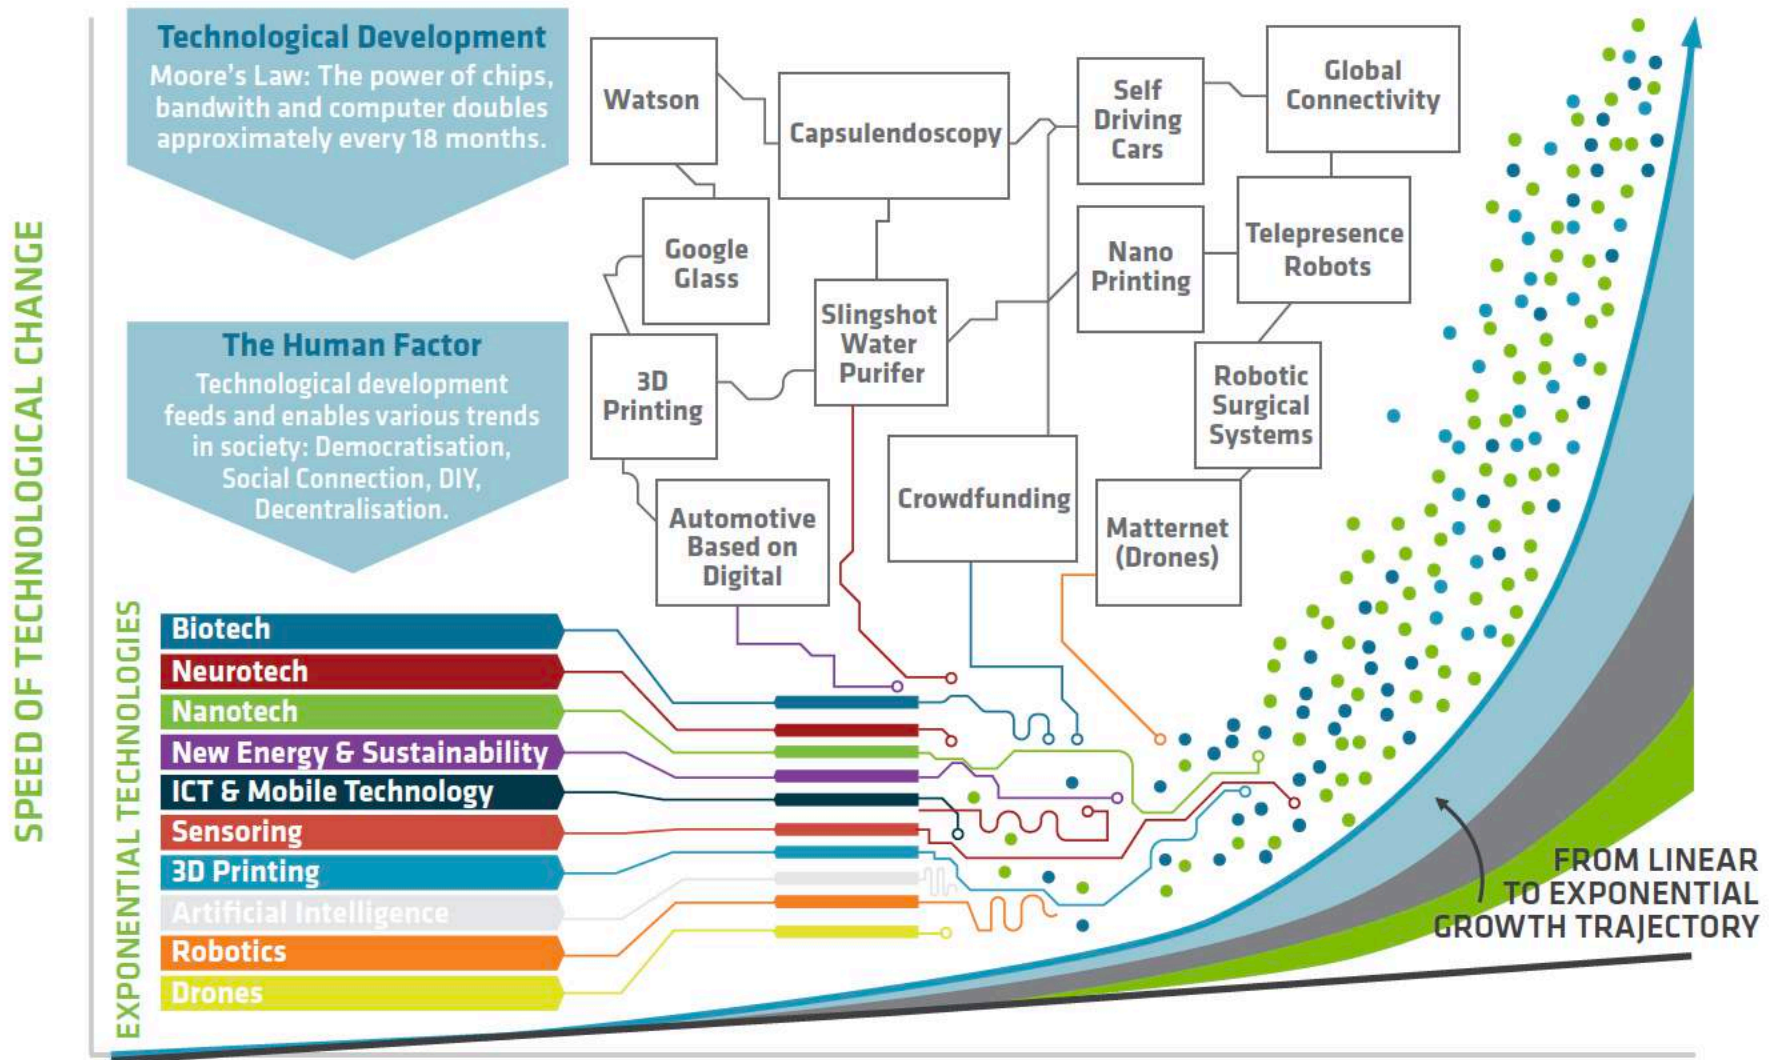 SPEED OF TECHNOLOGICAL CHANGE
Technological Development
Moore's Law: The power of chips,
bandwith and computer doubles
approximately every 18 months.
The Human Factor
Technological development
feeds and enables various trends
in society: Democratisation,
Social Connection, DIY,
Decentralisation.
Watson
Capsulendoscopy
Self
Driving
Cars
Global
Connectivity
Google
Glass
Slingshot
Water
Purifer
Nano
Printing
Telepresence
Robots
3D
Printing
Robotic
Surgical
Systems
Automotive
Based on
Digital
Crowdfunding
Matternet
(Drones)
EXPONENTIAL TECHNOLOGIES
Biotech
Neurotech
Nanotech
New Energy & Sustainability
ICT & Mobile Technology
Sensoring
3D Printing
Artificial Intelligence
Robotics
Drones
FROM LINEAR
TO EXPONENTIAL
GROWTH TRAJECTORY